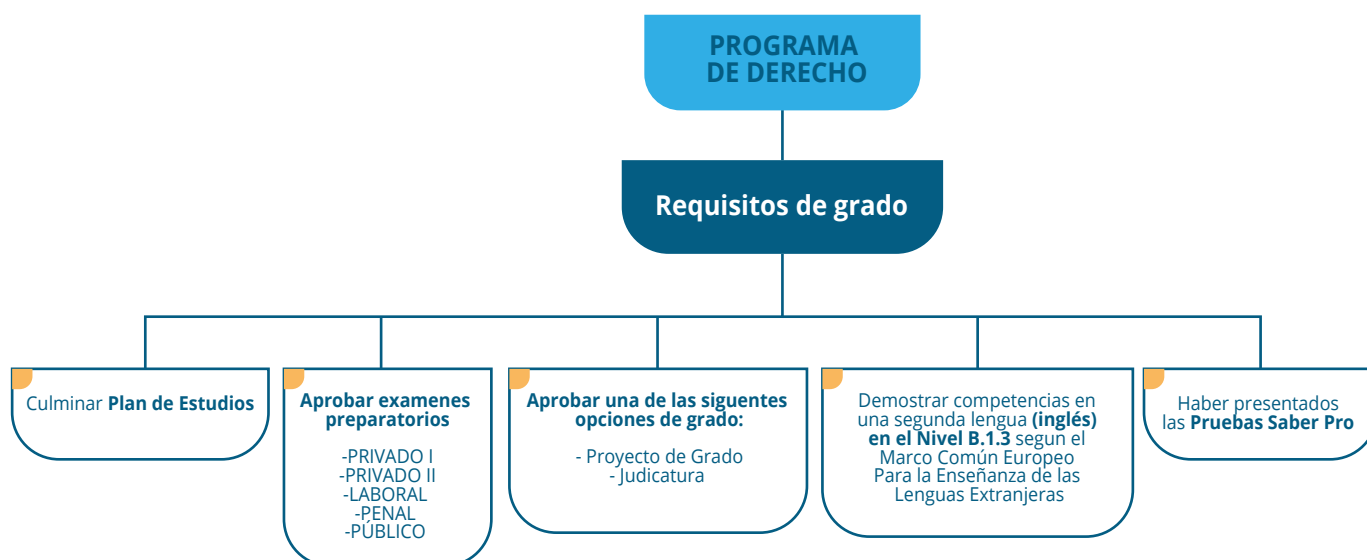 PROGRAMA
DE DERECHO
Requisitos de grado
Culminar Plan de Estudios
Aprobar examenes
preparatorios
-PRIVADO I
-PRIVADO II
-LABORAL
-PENAL
-PÚBLICO
Aprobar una de las siguentes
opciones de grado:
- Proyecto de Grado
- Judicatura
Demostrar competencias en
una segunda lengua (inglés)
en el Nivel B.1.3 segun el
Marco Común Europeo
Para la Enseñanza de las
Lenguas Extranjeras
Haber presentados
las Pruebas Saber Pro